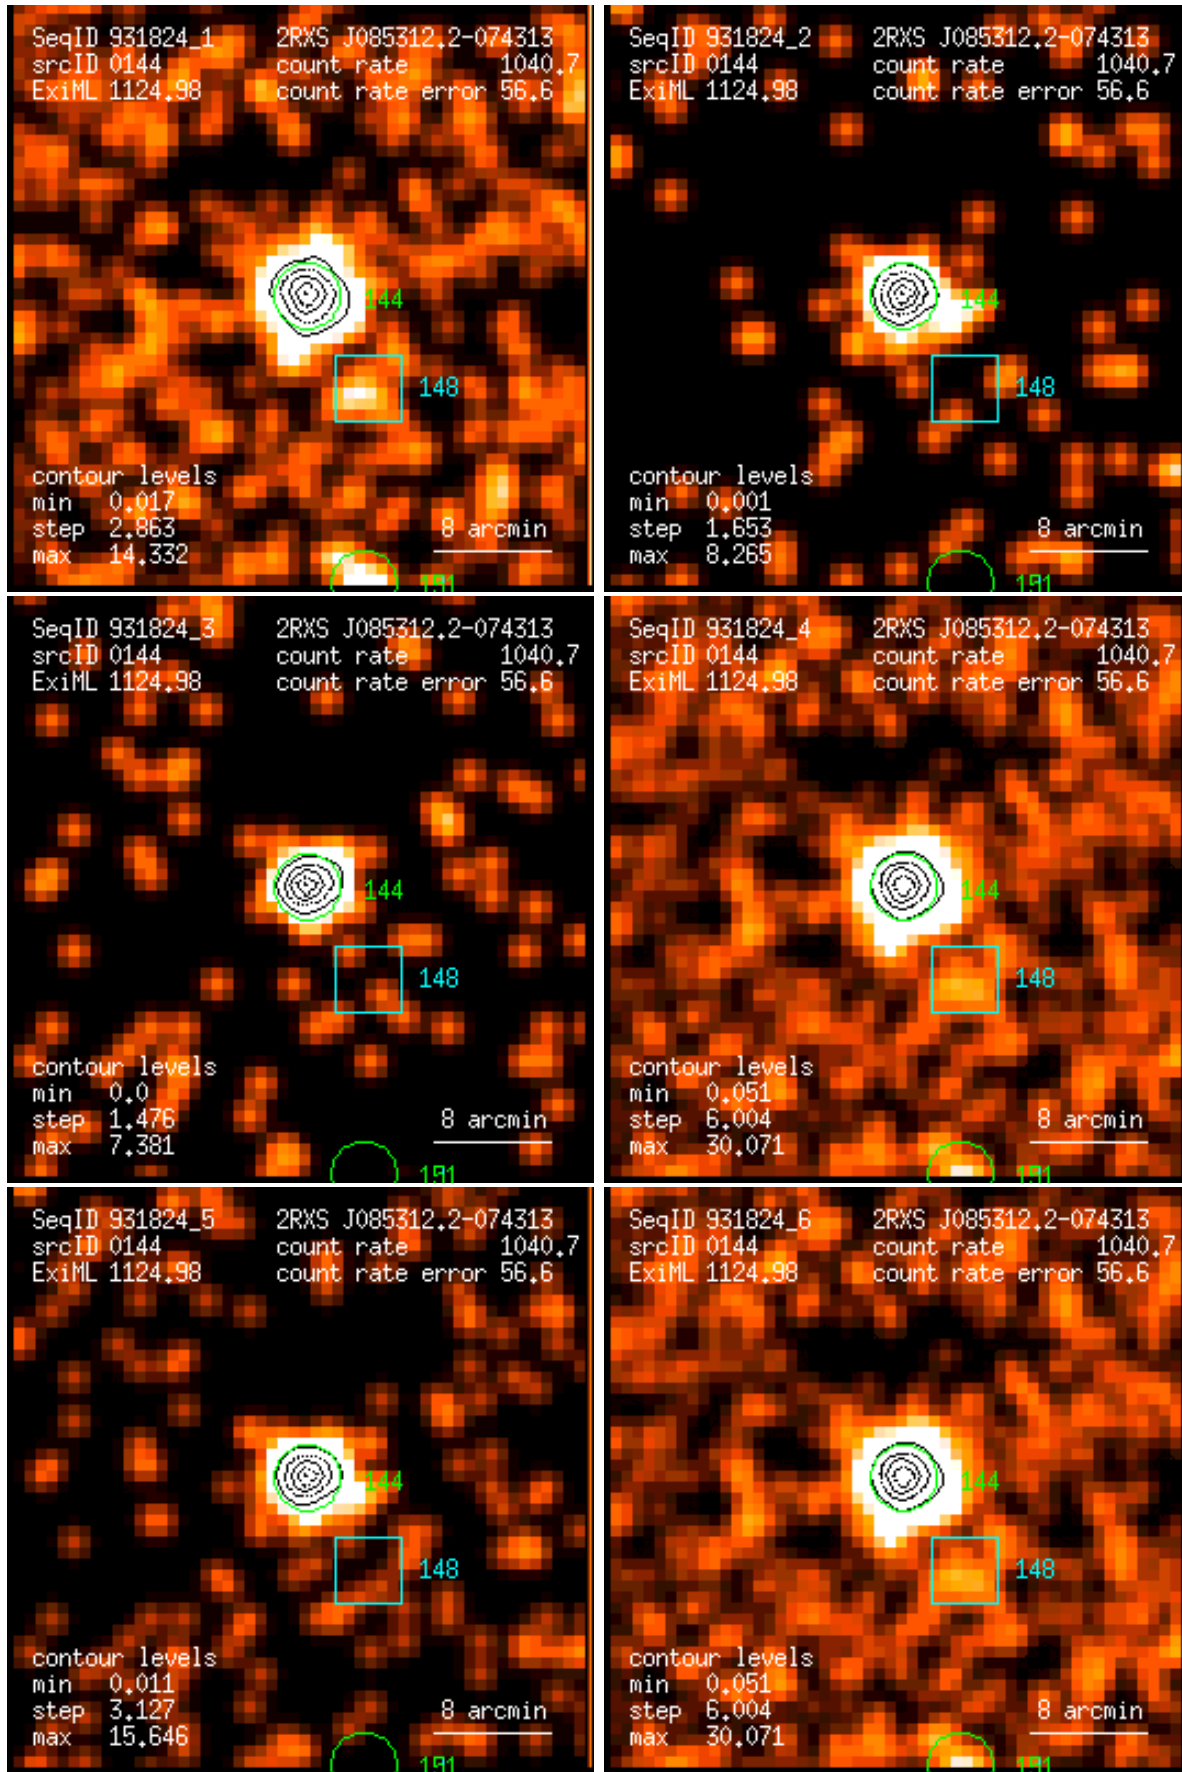 SeqID 931824_1 2RXS J085312.2-074313
srcID 0144 count rate 1040.7
ExiML 1124.98 count rate error 56.6
144
148
contour levels
min 0.017
step 2.863 8 arcmin
max 14.332
191
SeqID 931824_2 2RXS J085312.2-074313
srcID 0144 count rate 1040.7
ExiML 1124.98 count rate error 56.6
144
148
contour levels
min 0.001
step 1.653 8 arcmin
max 8.265
191
SeqID 931824_3 2RXS J085312.2-074313
srcID 0144 count rate 1040.7
ExiML 1124.98 count rate error 56.6
144
148
contour levels
min 0.0
step 1.476 8 arcmin
max 7.381
191
SeqID 931824_4 2RXS J085312.2-074313
srcID 0144 count rate 1040.7
ExiML 1124.98 count rate error 56.6
144
148
contour levels
min 0.051
step 6.004 8 arcmin
max 30.071
191
SeqID 931824_5 2RXS J085312.2-074313
srcID 0144 count rate 1040.7
ExiML 1124.98 count rate error 56.6
144
148
contour levels
min 0.011
step 3.127 8 arcmin
max 15.646
191
SeqID 931824_6 2RXS J085312.2-074313
srcID 0144 count rate 1040.7
ExiML 1124.98 count rate error 56.6
144
148
contour levels
min 0.051
step 6.004 8 arcmin
max 30.071
191